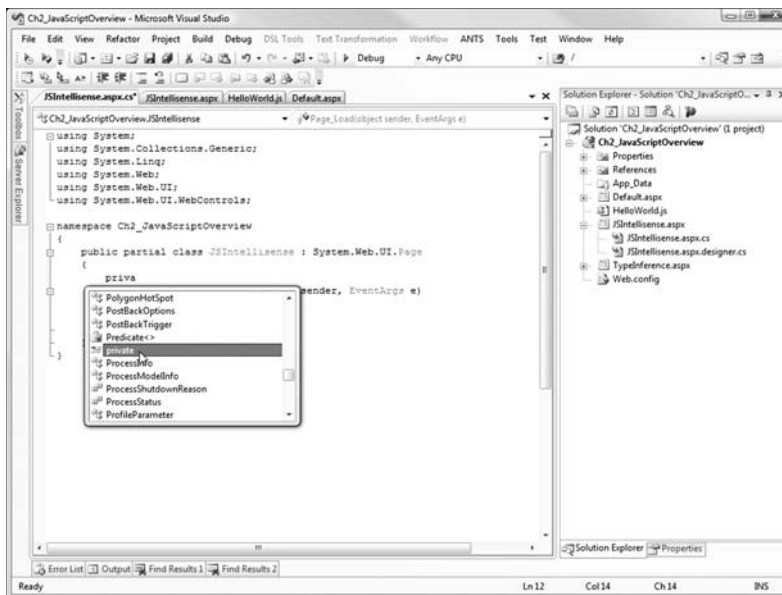 Ch2_JavaScriptOverview - Microsoft Visual Studio
File Edit View Refactor Project Build Debug DSL Tools Text Transformation Workflow ANTS Tools Test Window Help
Debug Any CPU /
JSIntellisense.aspx.cs* JSIntellisense.aspx HelloWorld.js Default.aspx
Ch2_JavaScriptOverview.JSIntellisense Page_Load(object sender, EventArgs e)
using System;
using System.Collections.Generic;
using System.Linq;
using System.Web;
using System.Web.UI;
using System.Web.UI.WebControls;
namespace Ch2_JavaScriptOverview
{
public partial class JSIntellisense : System.Web.UI.Page
{
priva
sender, EventArgs e)
PolygonHotSpot
PostBackOptions
PostBackTrigger
Predicate<>
private
ProcessInfo
ProcessModelInfo
ProcessShutdownReason
ProcessStatus
ProfileParameter
}
Toolbox
Server Explorer
Solution Explorer - Solution 'Ch2_JavaScriptO...
Solution 'Ch2_JavaScriptOverview' (1 project)
Ch2_JavaScriptOverview
Properties
References
App_Data
Default.aspx
HelloWorld.js
JSIntellisense.aspx
JSIntellisense.aspx.cs
JSIntellisense.aspx.designer.cs
TypeInference.aspx
Web.config
Solution Explorer Properties
Error List Output Find Results 1 Find Results 2
Ready Ln 12 Col 14 Ch 14 INS